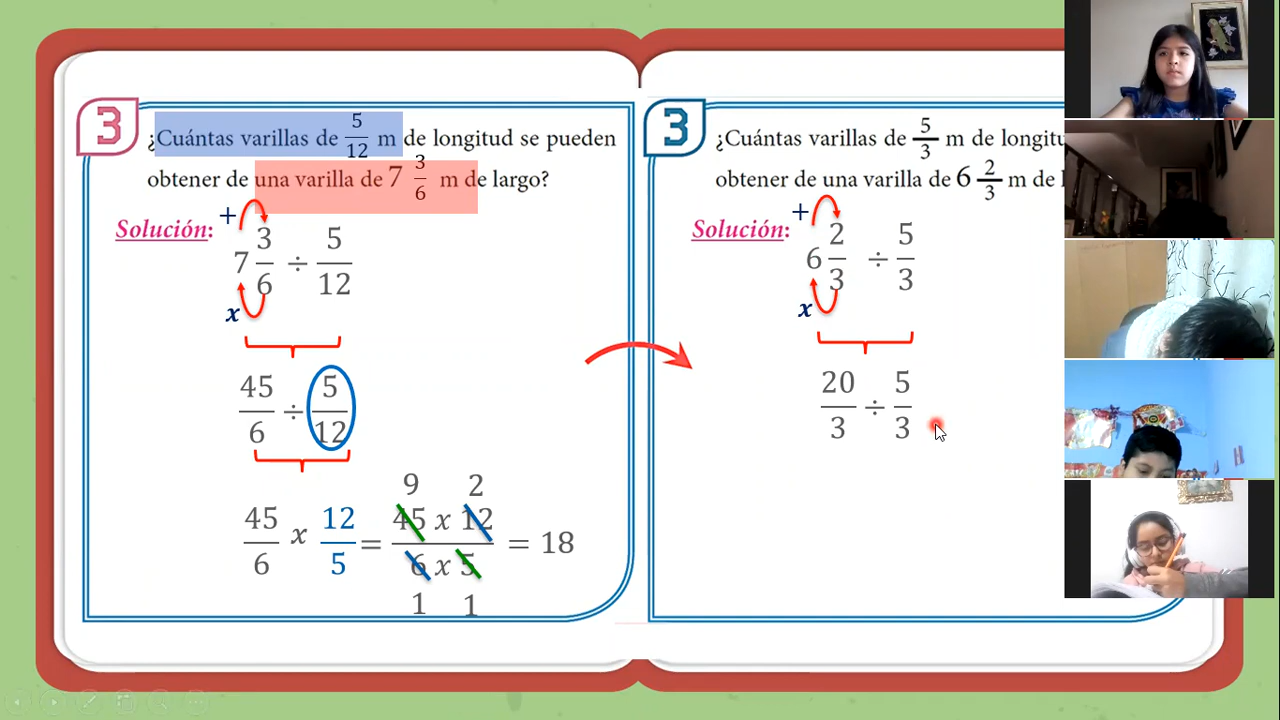 3
¿Cuántas varillas de 5/12 m de longitud se pueden
obtener de una varilla de 7 3/6 m de largo?
Solución:
+
7 3/6 ÷ 5/12
x
45/6 ÷ 5/12
9 2
45/6 x 12/5 = 45 x 12 / 6 x 5 = 18
1 1
3
¿Cuántas varillas de 5/3 m de longitu
obtener de una varilla de 6 2/3 m de l
Solución:
+
6 2/3 ÷ 5/3
x
20/3 ÷ 5/3